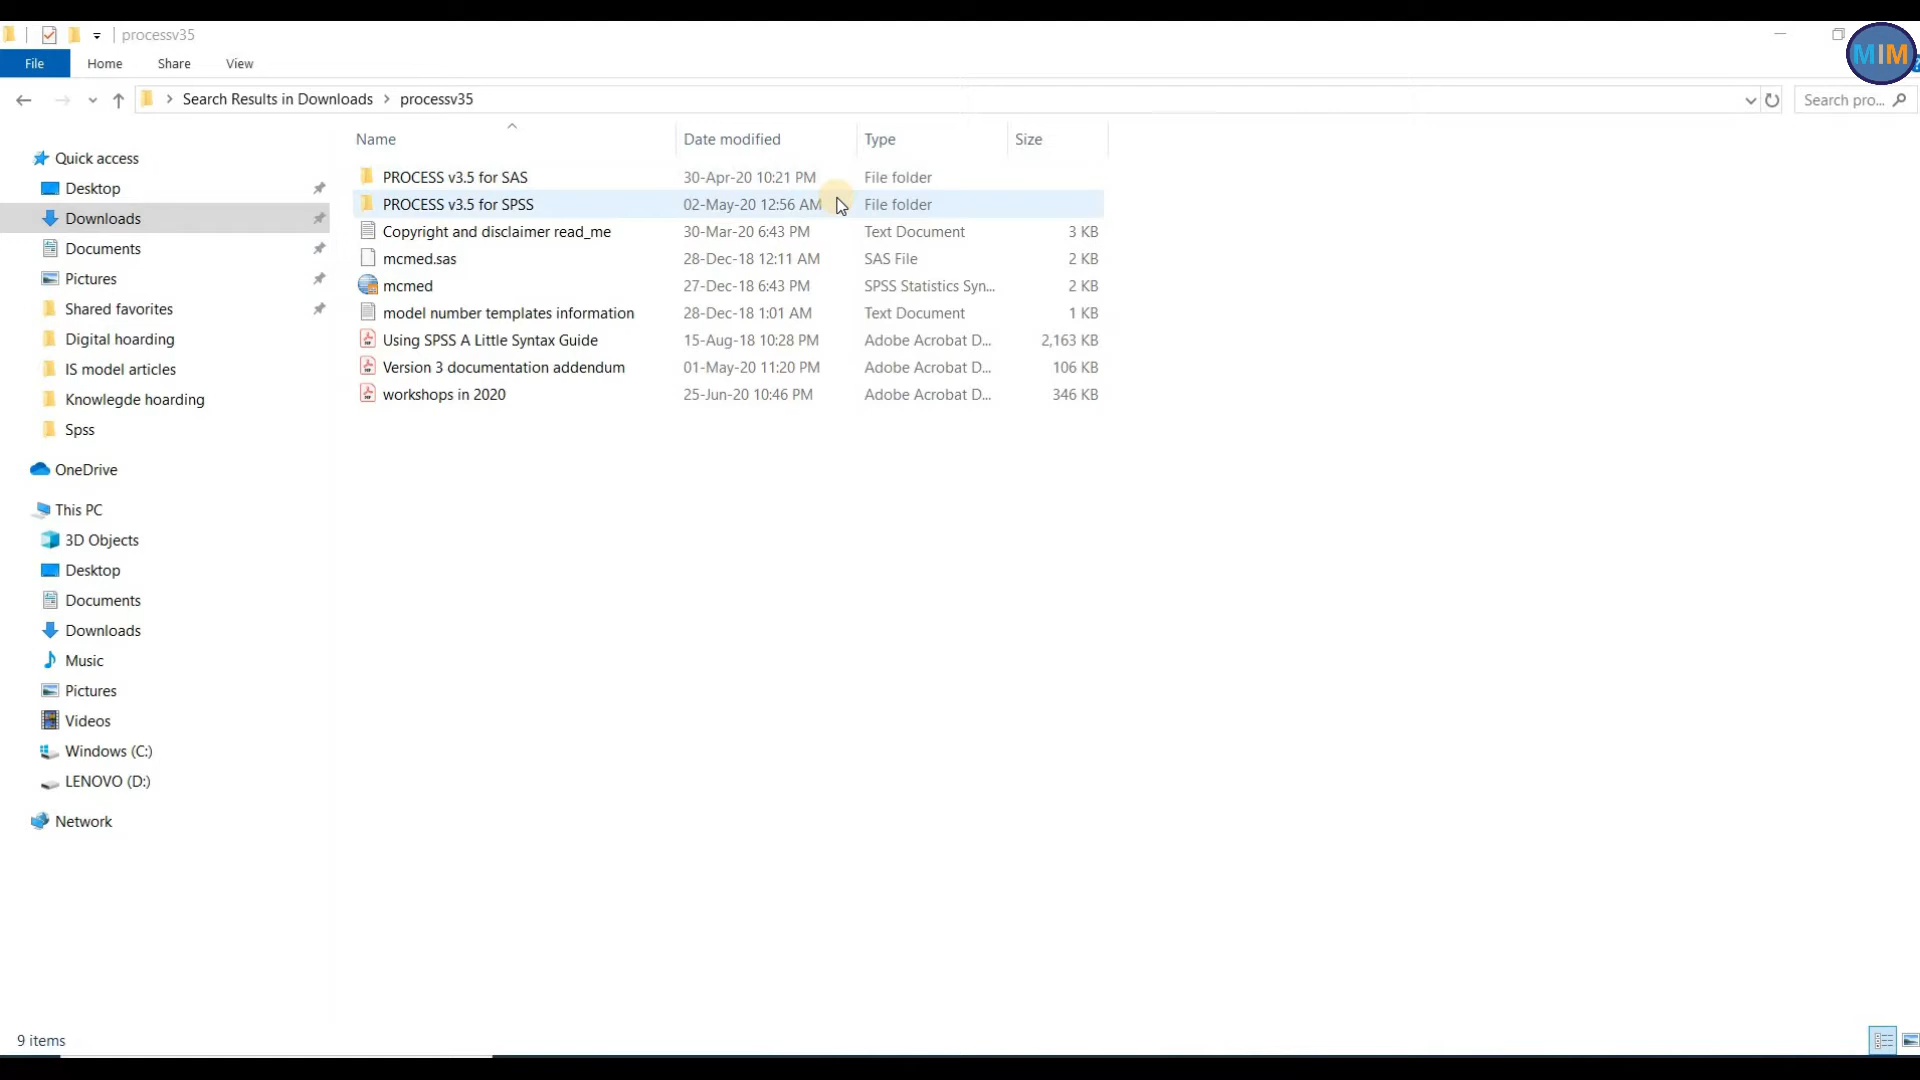 processv35
MIM
File Home Share View
Search Results in Downloads > processv35
Search pro...
Name Date modified Type Size
Quick access
Desktop
Downloads
Documents
Pictures
Shared favorites
Digital hoarding
IS model articles
Knowlegde hoarding
Spss
OneDrive
This PC
3D Objects
Desktop
Documents
Downloads
Music
Pictures
Videos
Windows (C:)
LENOVO (D:)
Network
PROCESS v3.5 for SAS 30-Apr-20 10:21 PM File folder
PROCESS v3.5 for SPSS 02-May-20 12:56 AM File folder
Copyright and disclaimer read_me 30-Mar-20 6:43 PM Text Document 3 KB
mcmed.sas 28-Dec-18 12:11 AM SAS File 2 KB
mcmed 27-Dec-18 6:43 PM SPSS Statistics Syn... 2 KB
model number templates information 28-Dec-18 1:01 AM Text Document 1 KB
Using SPSS A Little Syntax Guide 15-Aug-18 10:28 PM Adobe Acrobat D... 2,163 KB
Version 3 documentation addendum 01-May-20 11:20 PM Adobe Acrobat D... 106 KB
workshops in 2020 25-Jun-20 10:46 PM Adobe Acrobat D... 346 KB
9 items